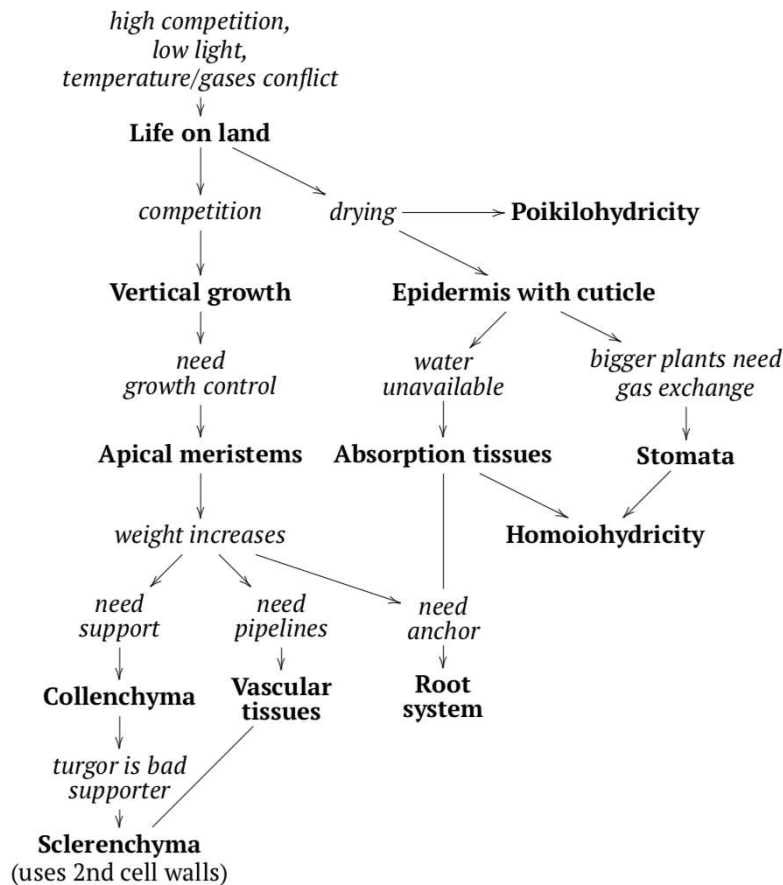 high competition,
low light,
temperature/gases conflict
Life on land
competition
drying
Poikilohydricity
Vertical growth
Epidermis with cuticle
need
growth control
water
unavailable
bigger plants need
gas exchange
Apical meristems
Absorption tissues
Stomata
weight increases
Homoiohydricity
need
support
need
pipelines
need
anchor
Collenchyma
Vascular
tissues
Root
system
turgor is bad
supporter
Sclerenchyma
(uses 2nd cell walls)